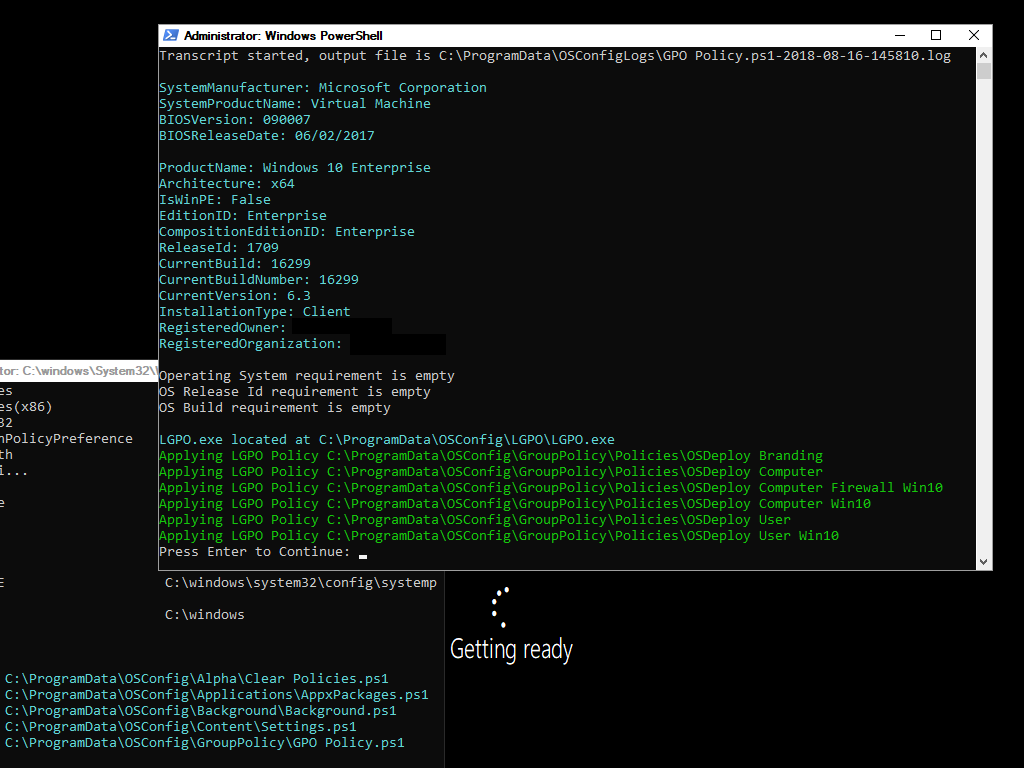 Administrator: Windows PowerShell
Transcript started, output file is C:\ProgramData\OSConfigLogs\GPO Policy.ps1-2018-08-16-145810.log
SystemManufacturer: Microsoft Corporation
SystemProductName: Virtual Machine
BIOSVersion: 090007
BIOSReleaseDate: 06/02/2017
ProductName: Windows 10 Enterprise
Architecture: x64
IsWinPE: False
EditionID: Enterprise
CompositionEditionID: Enterprise
ReleaseId: 1709
CurrentBuild: 16299
CurrentBuildNumber: 16299
CurrentVersion: 6.3
InstallationType: Client
RegisteredOwner:
RegisteredOrganization:
Operating System requirement is empty
OS Release Id requirement is empty
OS Build requirement is empty
LGPO.exe located at C:\ProgramData\OSConfig\LGPO\LGPO.exe
Applying LGPO Policy C:\ProgramData\OSConfig\GroupPolicy\Policies\OSDeploy Branding
Applying LGPO Policy C:\ProgramData\OSConfig\GroupPolicy\Policies\OSDeploy Computer
Applying LGPO Policy C:\ProgramData\OSConfig\GroupPolicy\Policies\OSDeploy Computer Firewall Win10
Applying LGPO Policy C:\ProgramData\OSConfig\GroupPolicy\Policies\OSDeploy Computer Win10
Applying LGPO Policy C:\ProgramData\OSConfig\GroupPolicy\Policies\OSDeploy User
Applying LGPO Policy C:\ProgramData\OSConfig\GroupPolicy\Policies\OSDeploy User Win10
Press Enter to Continue:
tor: C:\windows\System32\
es
es(x86)
32
nPolicyPreference
th
i...
e
E C:\windows\system32\config\systemp
C:\windows
C:\ProgramData\OSConfig\Alpha\Clear Policies.ps1
C:\ProgramData\OSConfig\Applications\AppxPackages.ps1
C:\ProgramData\OSConfig\Background\Background.ps1
C:\ProgramData\OSConfig\Content\Settings.ps1
C:\ProgramData\OSConfig\GroupPolicy\GPO Policy.ps1
Getting ready